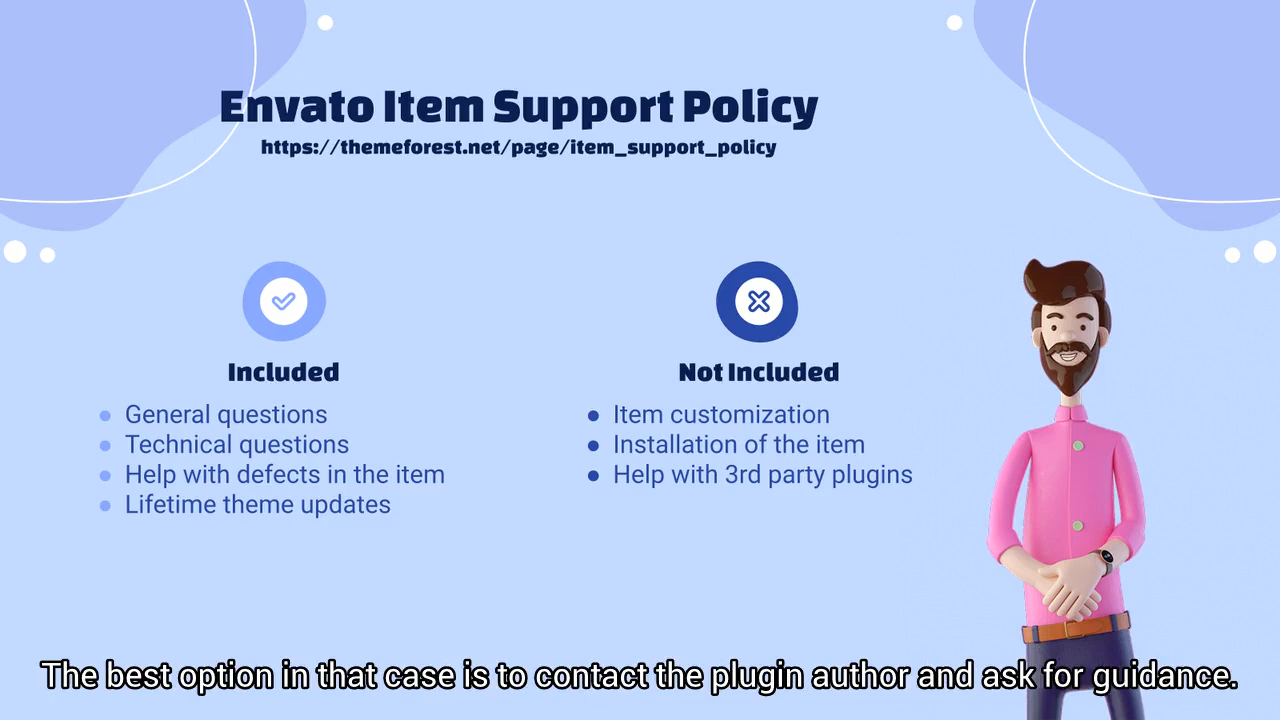 Envato Item Support Policy
https://themeforest.net/page/item_support_policy
Included
General questions
Technical questions
Help with defects in the item
Lifetime theme updates
Not Included
Item customization
Installation of the item
Help with 3rd party plugins
The best option in that case is to contact the plugin author and ask for guidance.